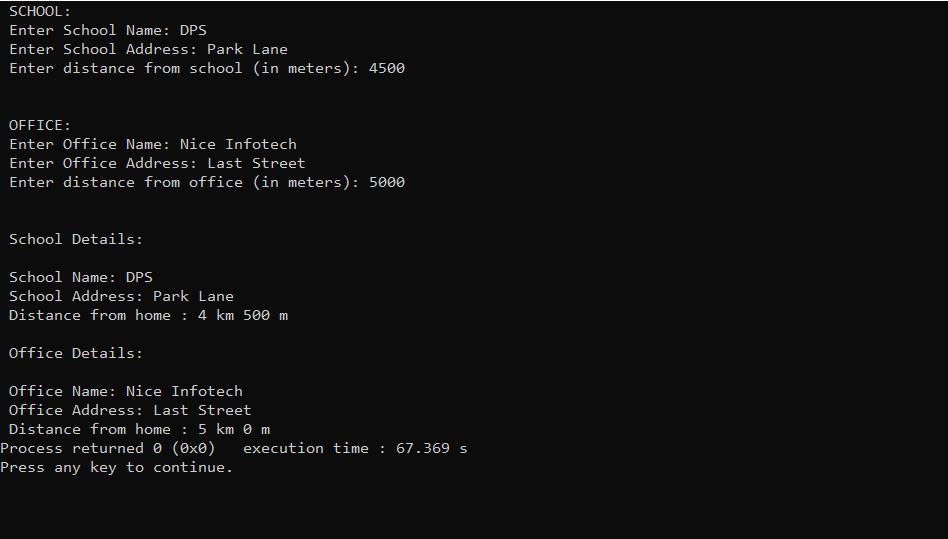 SCHOOL:
Enter School Name: DPS
Enter School Address: Park Lane
Enter distance from school (in meters): 4500
OFFICE:
Enter Office Name: Nice Infotech
Enter Office Address: Last Street
Enter distance from office (in meters): 5000
School Details:
School Name: DPS
School Address: Park Lane
Distance from home : 4 km 500 m
Office Details:
Office Name: Nice Infotech
Office Address: Last Street
Distance from home : 5 km 0 m
Process returned 0 (0x0)   execution time : 67.369 s
Press any key to continue.